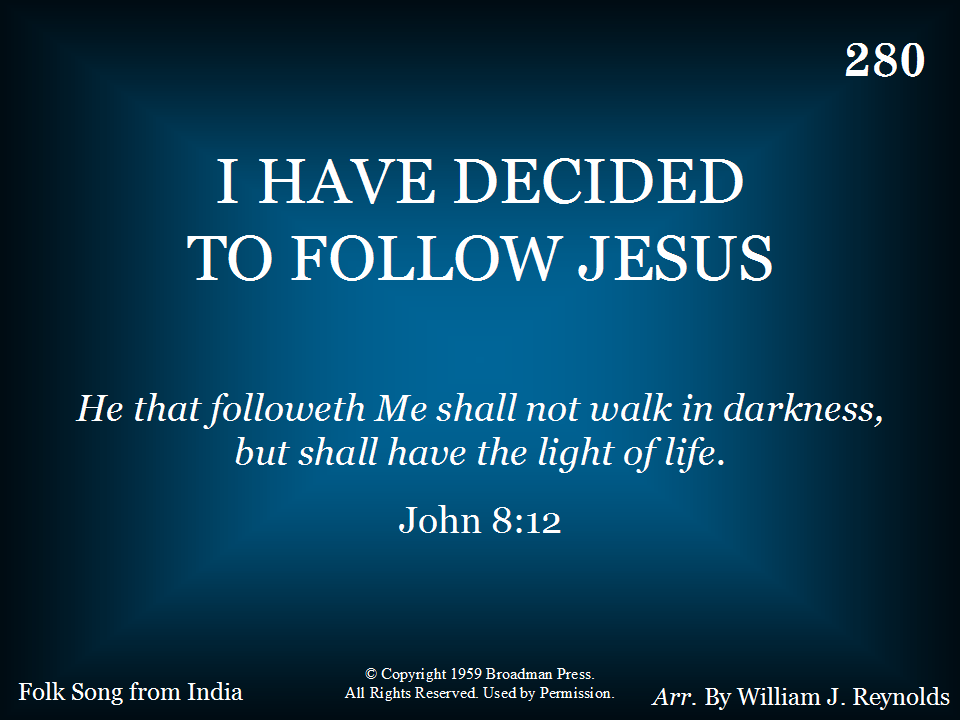 280
I HAVE DECIDED
TO FOLLOW JESUS
He that followeth Me shall not walk in darkness,
but shall have the light of life.
John 8:12
Folk Song from India
© Copyright 1959 Broadman Press.
All Rights Reserved. Used by Permission.
Arr. By William J. Reynolds